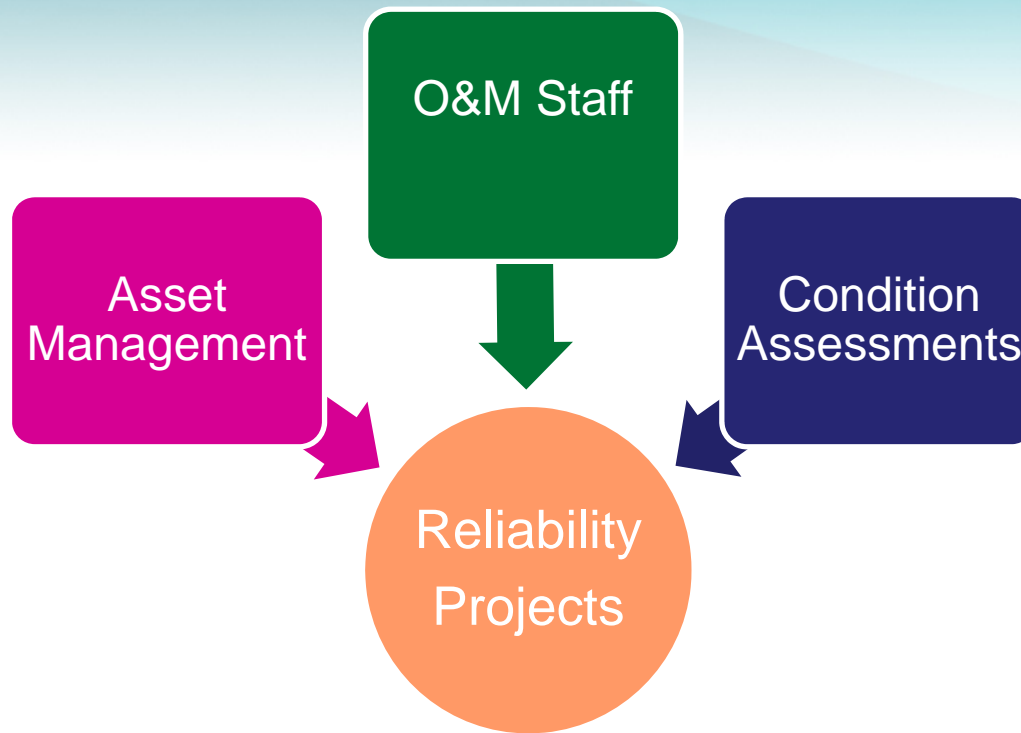 O&M Staff
Asset
Management
Condition
Assessments
Reliability
Projects